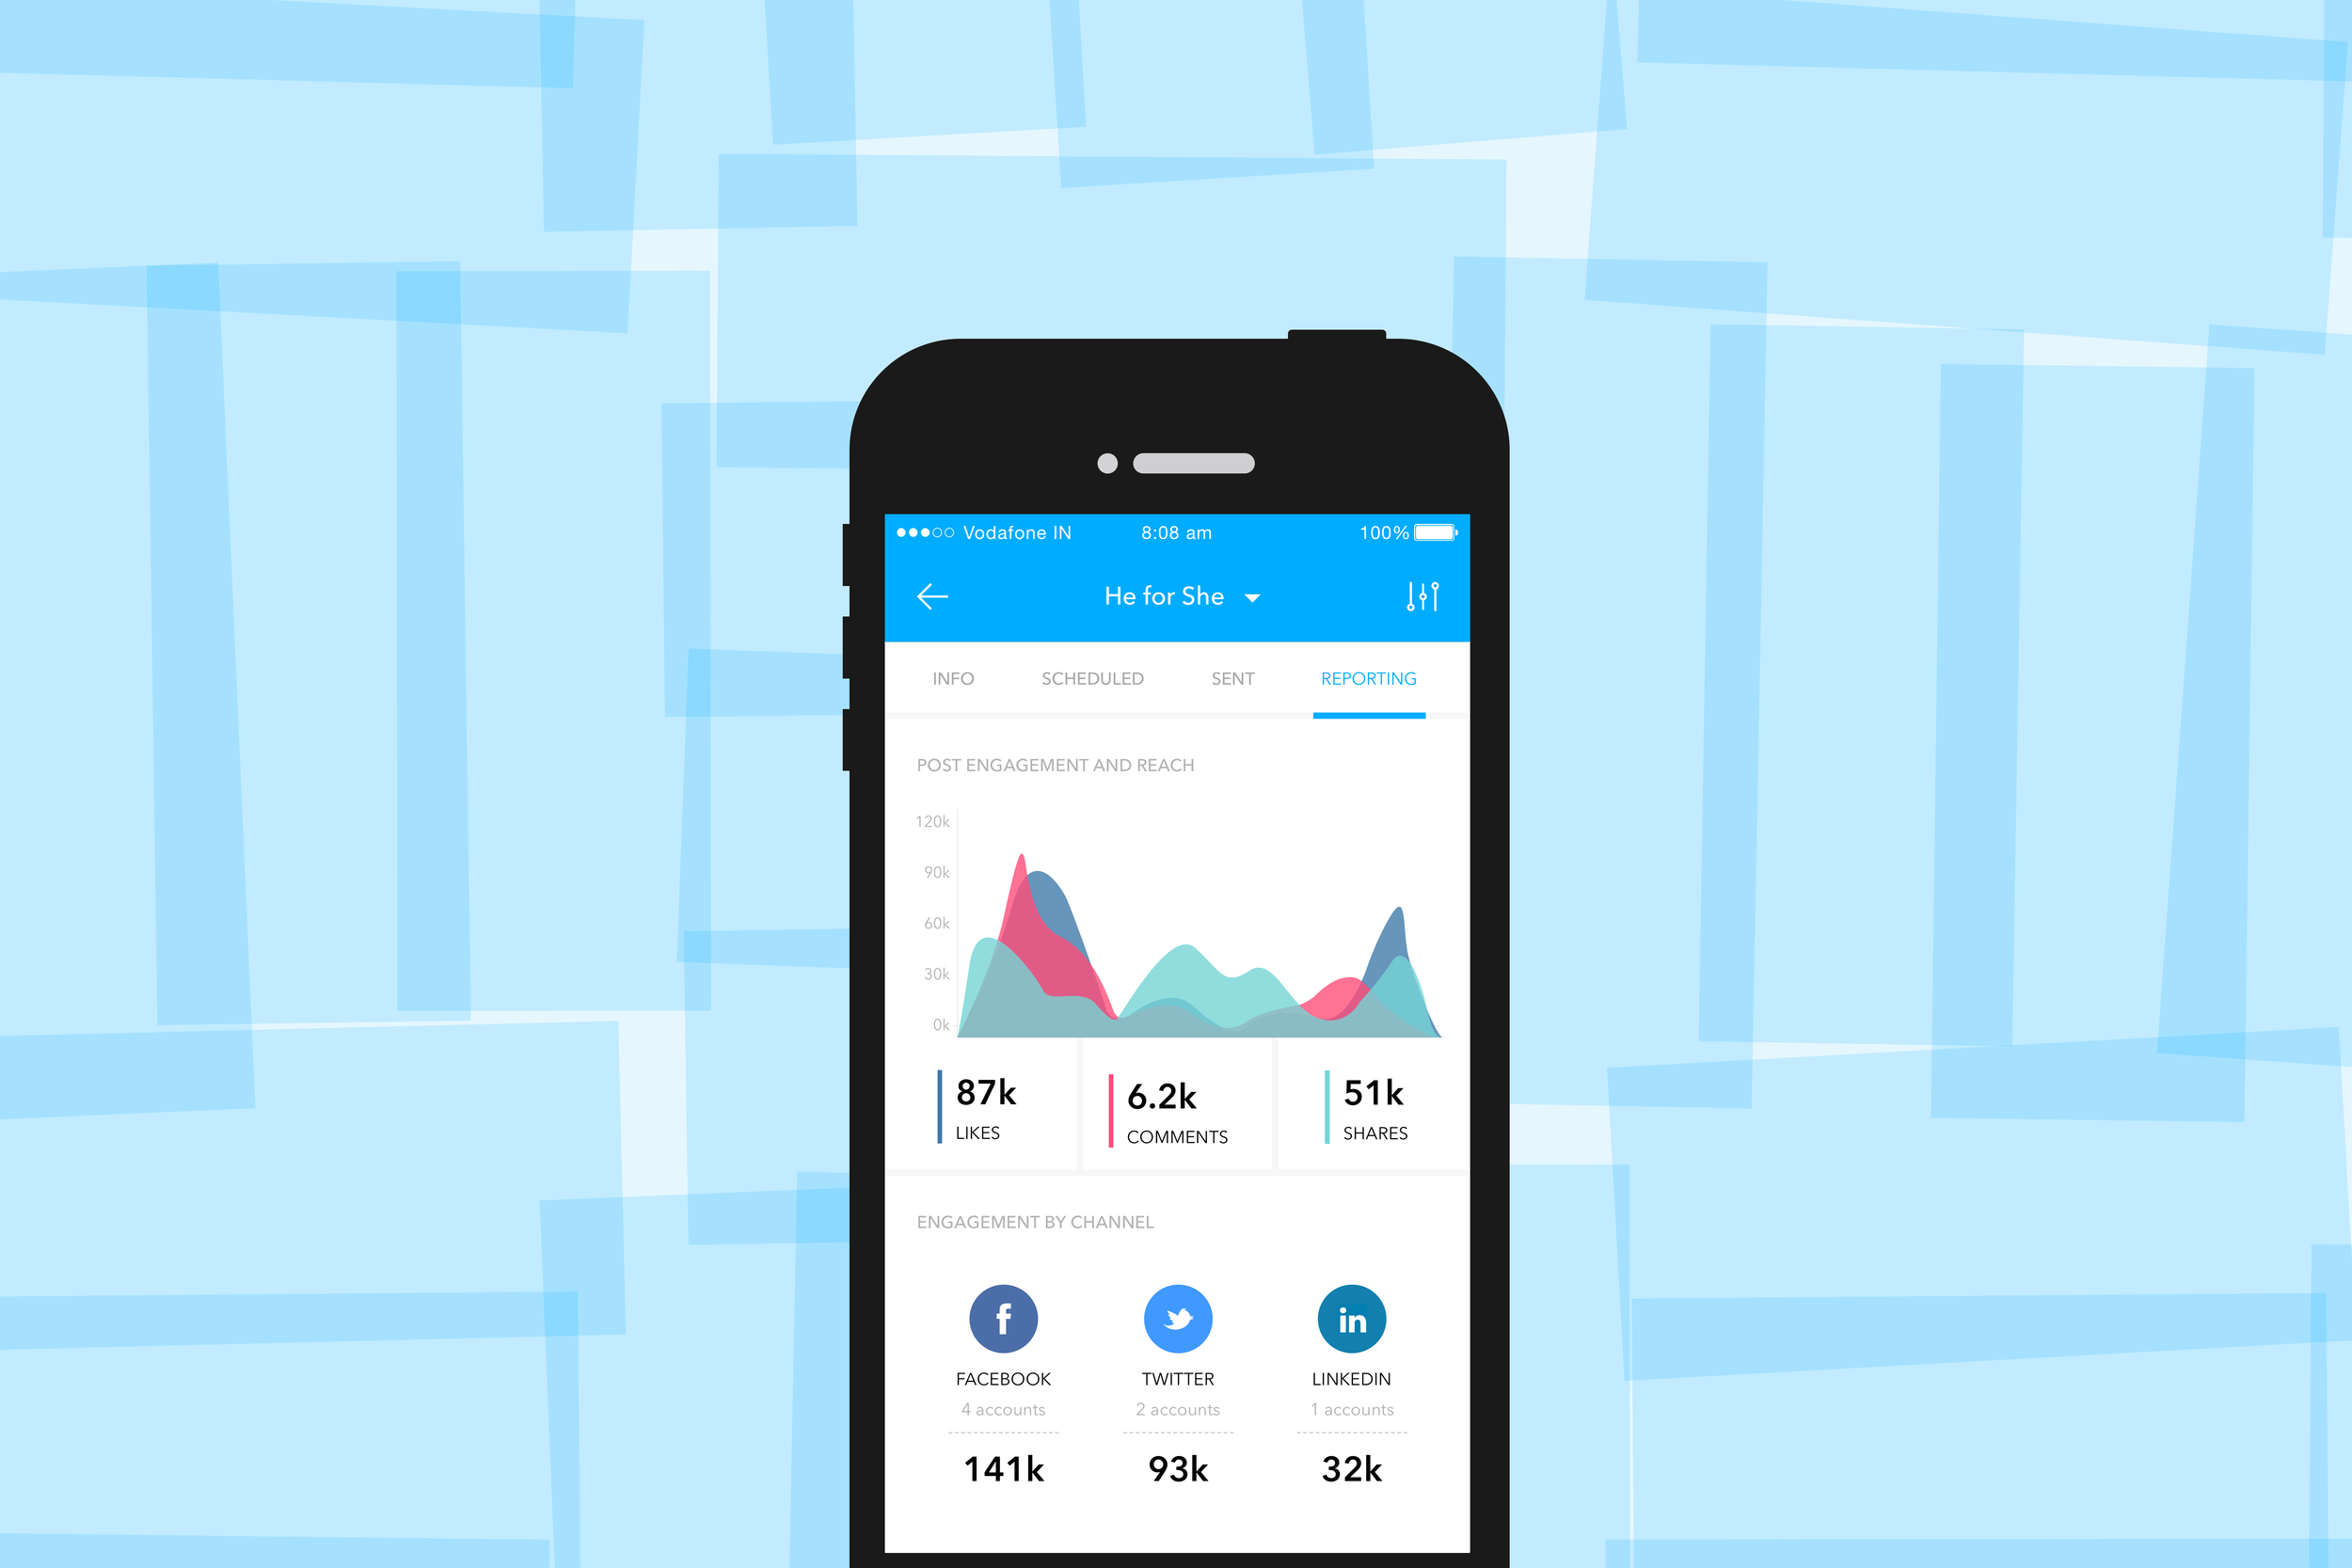 Vodafone IN 8:08 am 100%
He for She
INFO SCHEDULED SENT REPORTING
POST ENGAGEMENT AND REACH
120k
90k
60k
30k
0k
87k 6.2k 51k
LIKES COMMENTS SHARES
ENGAGEMENT BY CHANNEL
f in
FACEBOOK TWITTER LINKEDIN
4 accounts 2 accounts 1 accounts
141k 93k 32k